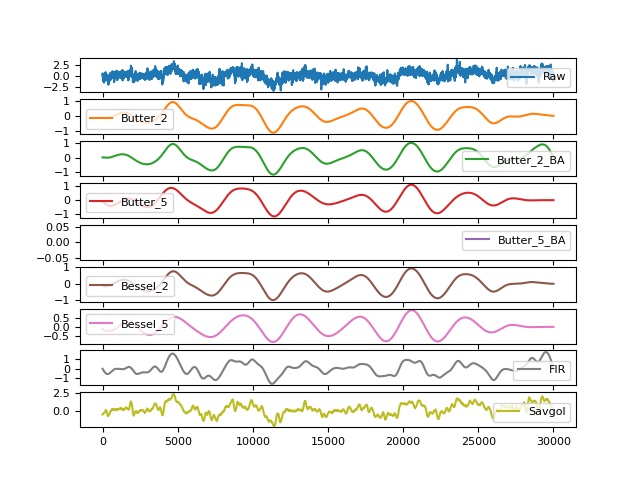 2.5
0.0
−2.5
Raw
1
0
−1
Butter_2
1
0
−1
Butter_2_BA
1
0
−1
Butter_5
0.05
0.00
−0.05
Butter_5_BA
1
0
−1
Bessel_2
0.5
0.0
−0.5
Bessel_5
1
0
−1
FIR
2.5
0.0
Savgol
0 5000 10000 15000 20000 25000 30000